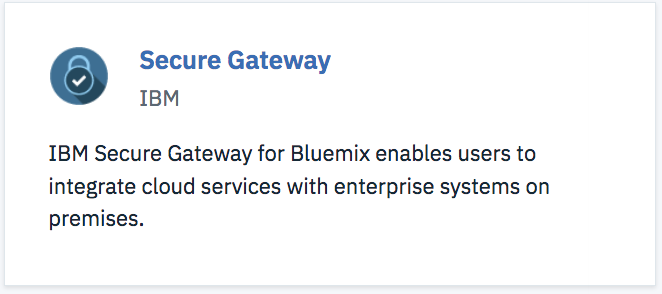 Secure Gateway
IBM
IBM Secure Gateway for Bluemix enables users to
integrate cloud services with enterprise systems on
premises.